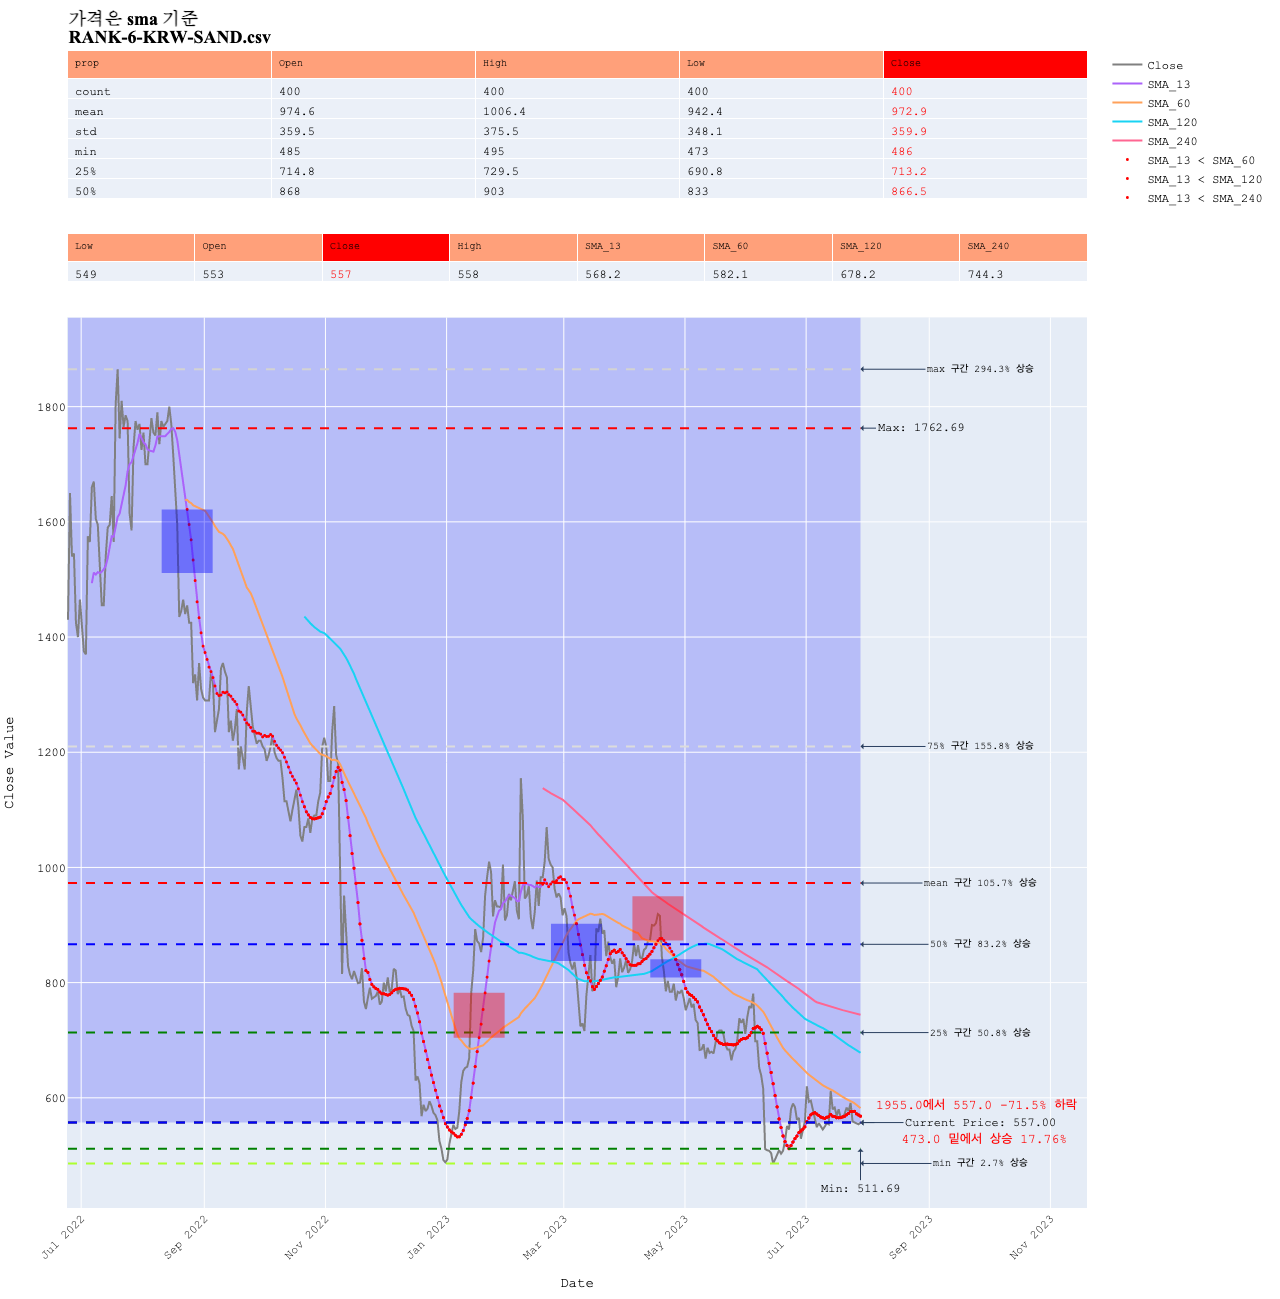 가격은 sma 기준
RANK-6-KRW-SAND.csv
prop Open High Low Close
count 400 400 400 400
mean 974.6 1006.4 942.4 972.9
std 359.5 375.5 348.1 359.9
min 485 495 473 486
25% 714.8 729.5 690.8 713.2
50% 868 903 833 866.5
Close
SMA_13
SMA_60
SMA_120
SMA_240
SMA_13 < SMA_60
SMA_13 < SMA_120
SMA_13 < SMA_240
Low Open Close High SMA_13 SMA_60 SMA_120 SMA_240
549 553 557 558 568.2 582.1 678.2 744.3
max 구간 294.3% 상승
1800
Max: 1762.69
1600
1400
1200
75% 구간 155.8% 상승
1000
mean 구간 105.7% 상승
50% 구간 83.2% 상승
800
25% 구간 50.8% 상승
600
1955.0에서 557.0 -71.5% 하락
Current Price: 557.00
473.0 밑에서 상승 17.76%
min 구간 2.7% 상승
Min: 511.69
Close Value
Jul 2022 Sep 2022 Nov 2022 Jan 2023 Mar 2023 May 2023 Jul 2023 Sep 2023 Nov 2023
Date